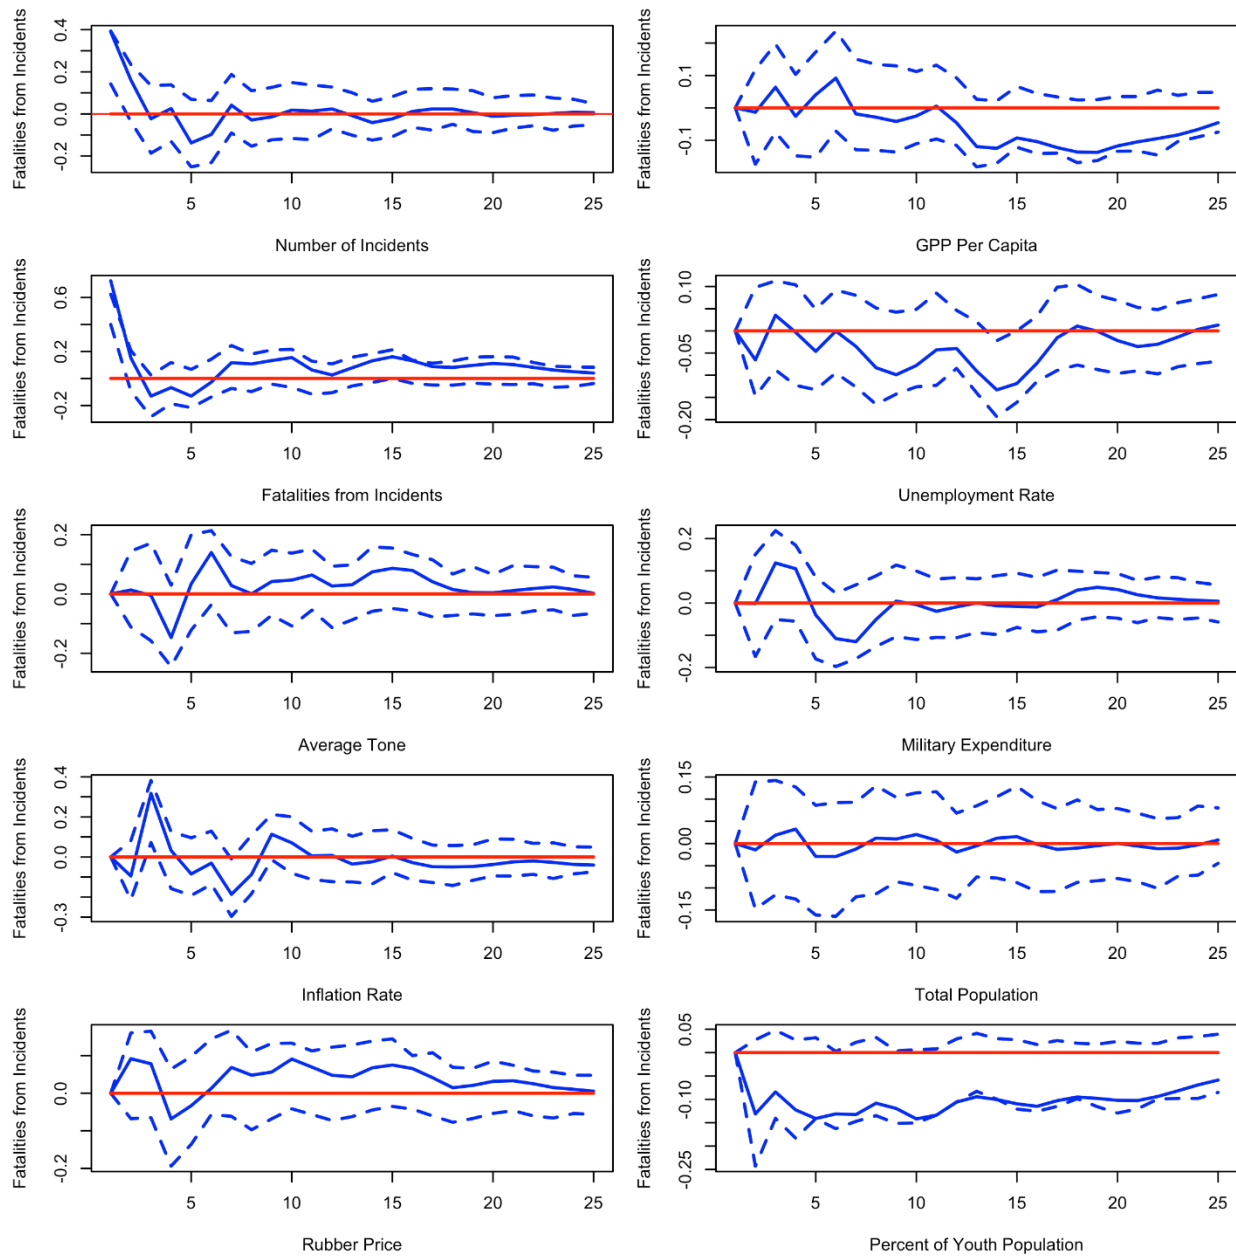 Fatalities from Incidents
0.4
0.2
0.0
-0.2
5 10 15 20 25
Number of Incidents
Fatalities from Incidents
0.1
-0.1
5 10 15 20 25
GPP Per Capita
Fatalities from Incidents
0.6
0.2
-0.2
5 10 15 20 25
Fatalities from Incidents
Fatalities from Incidents
0.10
-0.05
-0.20
5 10 15 20 25
Unemployment Rate
Fatalities from Incidents
0.2
0.0
-0.2
5 10 15 20 25
Average Tone
Fatalities from Incidents
0.2
0.0
-0.2
5 10 15 20 25
Military Expenditure
Fatalities from Incidents
0.4
0.2
0.0
-0.3
5 10 15 20 25
Inflation Rate
Fatalities from Incidents
0.15
0.00
-0.15
5 10 15 20 25
Total Population
Fatalities from Incidents
0.0
-0.2
5 10 15 20 25
Rubber Price
Fatalities from Incidents
0.05
-0.10
-0.25
5 10 15 20 25
Percent of Youth Population